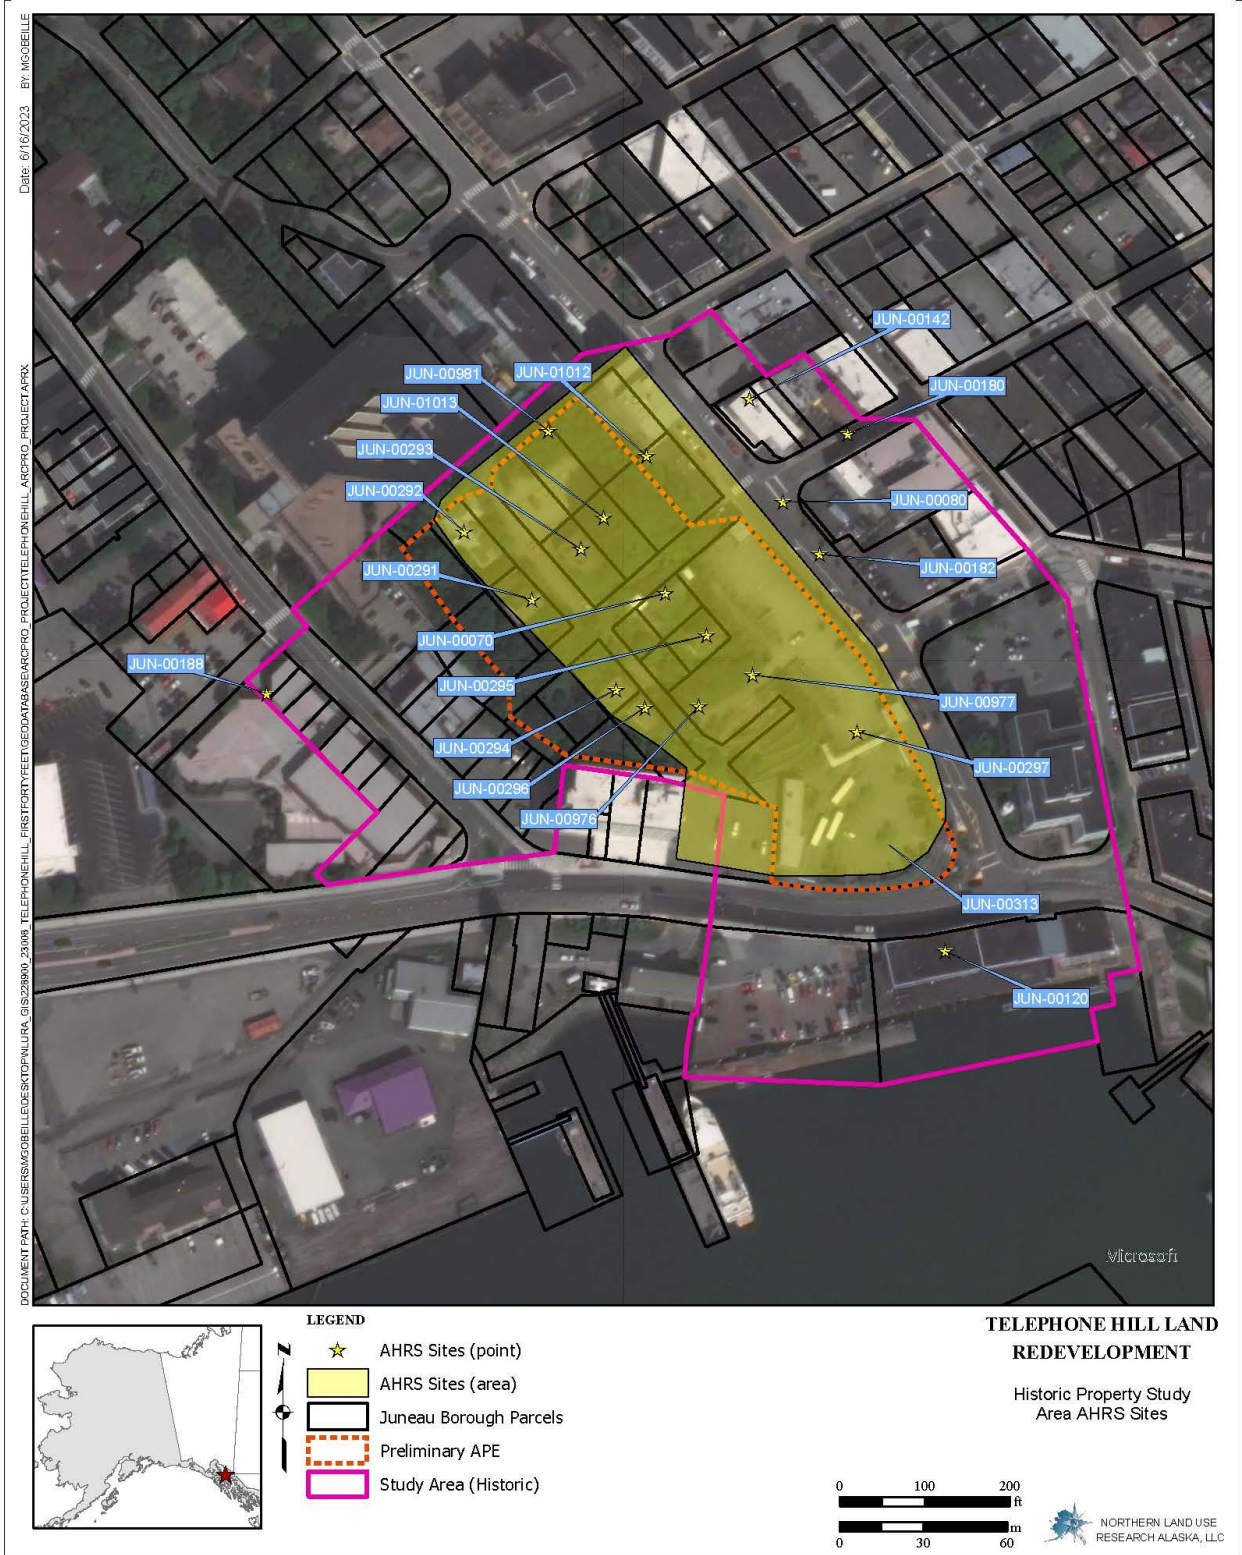 BY: MGOBEILLE
Date: 6/16/2023
DOCUMENT PATH: C:\USERS\MGOBEILLE\DESKTOP\NLURA_GIS\228900_23006_TELEPHONEHILL_FIRSTFORTYFEET\GEODATABASE\ARCPRO_PROJECT\TELEPHONEHILL_ARCPRO_PROJECT.APRX
JUN-00142
JUN-00981
JUN-01012
JUN-00180
JUN-01013
JUN-00293
JUN-00292
JUN-00080
JUN-00291
JUN-00182
JUN-00070
JUN-00188
JUN-00295
JUN-00977
JUN-00294
JUN-00297
JUN-00296
JUN-00976
JUN-00313
JUN-00120
Microsoft
LEGEND
N
AHRS Sites (point)
AHRS Sites (area)
Juneau Borough Parcels
Preliminary APE
Study Area (Historic)
TELEPHONE HILL LAND
REDEVELOPMENT
Historic Property Study
Area AHRS Sites
0 100 200
ft
m
0 30 60
NORTHERN LAND USE
RESEARCH ALASKA, LLC